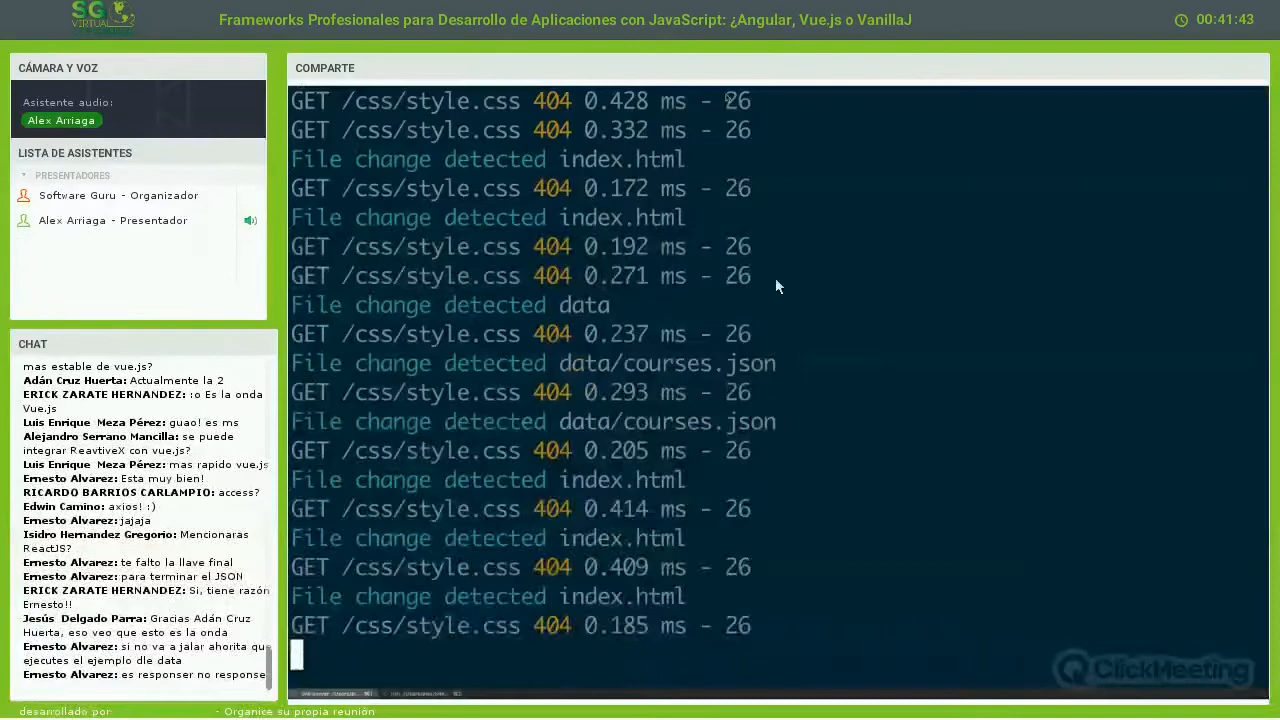 SG
VIRTUAL
Frameworks Profesionales para Desarrollo de Aplicaciones con JavaScript: ¿Angular, Vue.js o VanillaJ
00:41:43
CÁMARA Y VOZ
Asistente audio:
Alex Arriaga
LISTA DE ASISTENTES
PRESENTADORES
Software Guru - Organizador
Alex Arriaga - Presentador
CHAT
mas estable de vue.js?
Adán Cruz Huerta: Actualmente la 2
ERICK ZARATE HERNANDEZ: :o Es la onda
Vue.js
Luis Enrique Meza Pérez: guao! es ms
Alejandro Serrano Mancilla: se puede
integrar ReavtiveX con vue.js?
Luis Enrique Meza Pérez: mas rapido vue.js
Ernesto Alvarez: Esta muy bien!
RICARDO BARRIOS CARLAMPIO: access?
Edwin Camino: axios! :)
Ernesto Alvarez: jajaja
Isidro Hernandez Gregorio: Mencionaras
ReactJS?
Ernesto Alvarez: te falto la llave final
Ernesto Alvarez: para terminar el JSON
ERICK ZARATE HERNANDEZ: Si, tiene razón
Ernesto!!
Jesús Delgado Parra: Gracias Adán Cruz
Huerta, eso veo que esto es la onda
Ernesto Alvarez: si no va a jalar ahorita que
ejecutes el ejemplo dle data
Ernesto Alvarez: es responser no response
desarrollado por - Organice su propia reunión
COMPARTE
GET /css/style.css 404 0.428 ms - 26
GET /css/style.css 404 0.332 ms - 26
File change detected index.html
GET /css/style.css 404 0.172 ms - 26
File change detected index.html
GET /css/style.css 404 0.192 ms - 26
GET /css/style.css 404 0.271 ms - 26
File change detected data
GET /css/style.css 404 0.237 ms - 26
File change detected data/courses.json
GET /css/style.css 404 0.293 ms - 26
File change detected data/courses.json
GET /css/style.css 404 0.205 ms - 26
File change detected index.html
GET /css/style.css 404 0.414 ms - 26
File change detected index.html
GET /css/style.css 404 0.409 ms - 26
File change detected index.html
GET /css/style.css 404 0.185 ms - 26
ClickMeeting